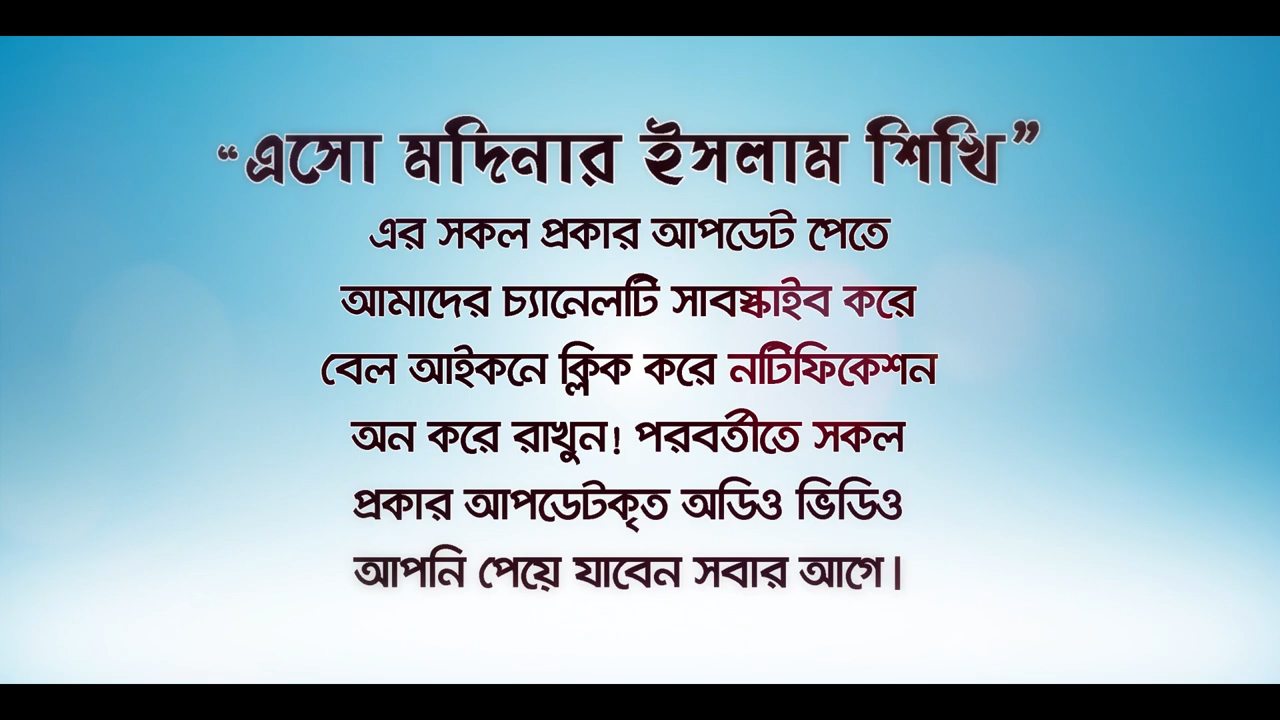 “এসো মদিনার ইসলাম শিখি”
এর সকল প্রকার আপডেট পেতে
আমাদের চ্যানেলটি সাবস্কাইব করে
বেল আইকনে ক্লিক করে নটিফিকেশন
অন করে রাখুন! পরবর্তীতে সকল
প্রকার আপডেটকৃত অডিও ভিডিও
আপনি পেয়ে যাবেন সবার আগে।